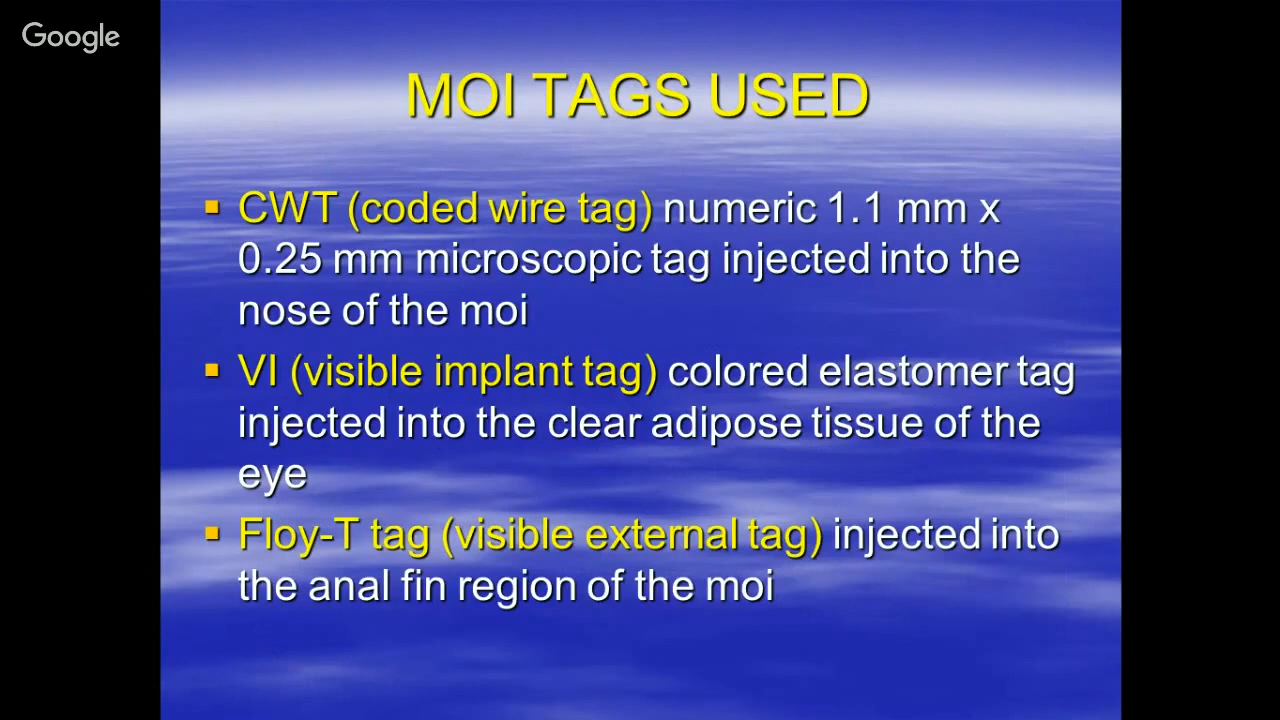 Google
MOI TAGS USED
▪ CWT (coded wire tag) numeric 1.1 mm x
0.25 mm microscopic tag injected into the
nose of the moi
▪ VI (visible implant tag) colored elastomer tag
injected into the clear adipose tissue of the
eye
▪ Floy-T tag (visible external tag) injected into
the anal fin region of the moi